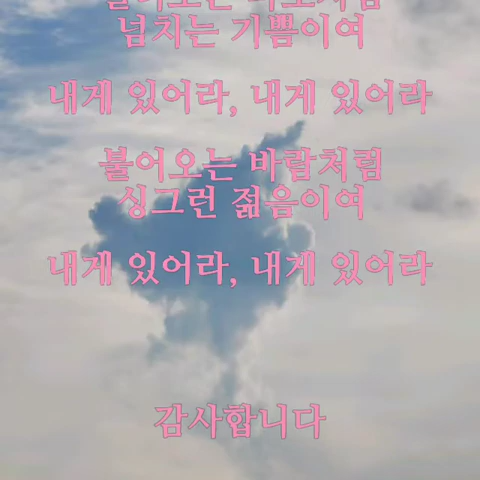 넘치는 기쁨이여
내게 있어라, 내게 있어라
불어오는 바람처럼
싱그런 젊음이여
내게 있어라, 내게 있어라
감사합니다